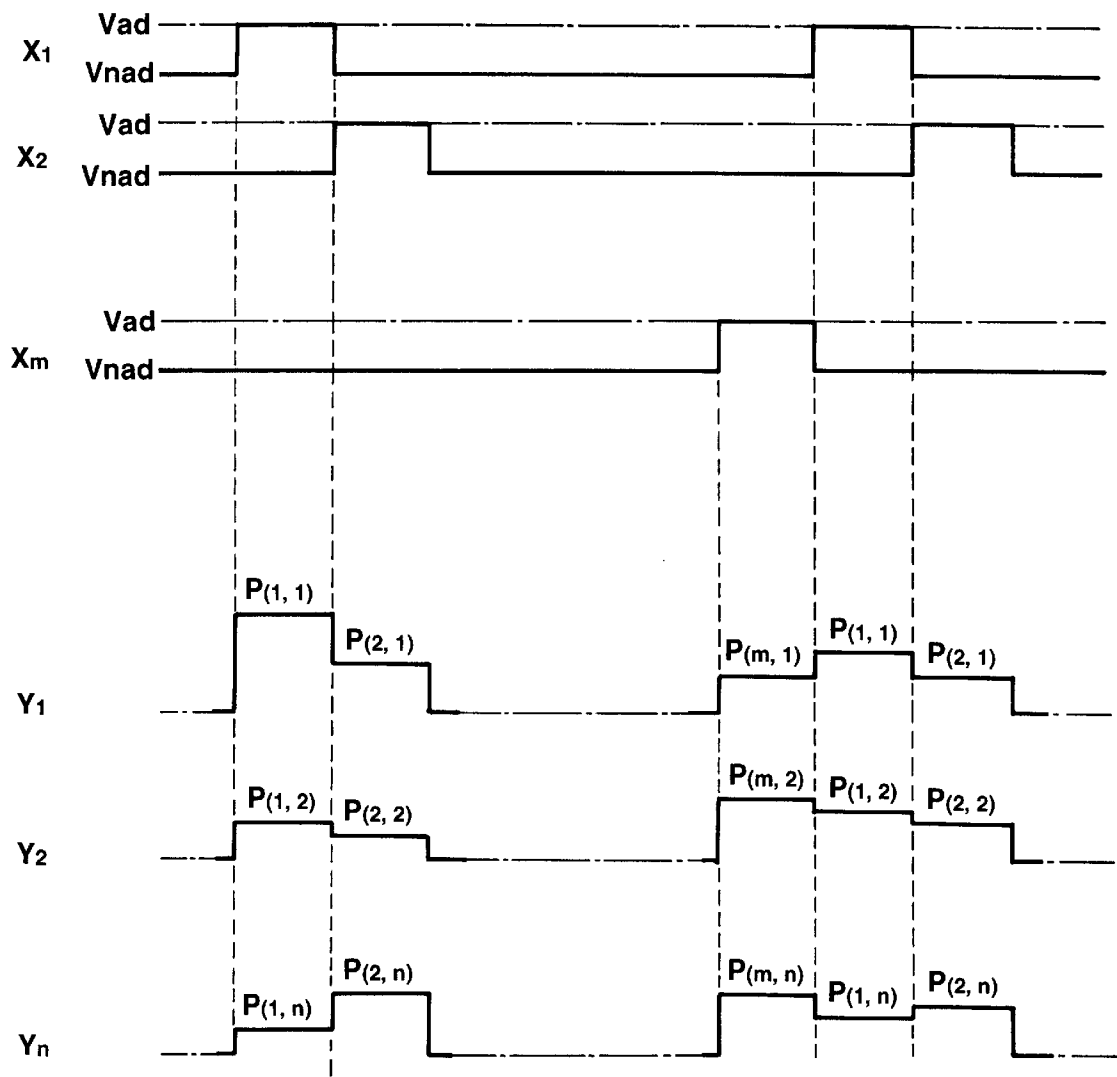 Vad
X1
Vnad
Vad
X2
Vnad
Vad
Xm
Vnad
P(1, 1)
P(2, 1)
P(m, 1)
P(1, 1)
P(2, 1)
Y1
P(1, 2)
P(2, 2)
P(m, 2)
P(1, 2)
P(2, 2)
Y2
P(1, n)
P(2, n)
P(m, n)
P(1, n)
P(2, n)
Yn